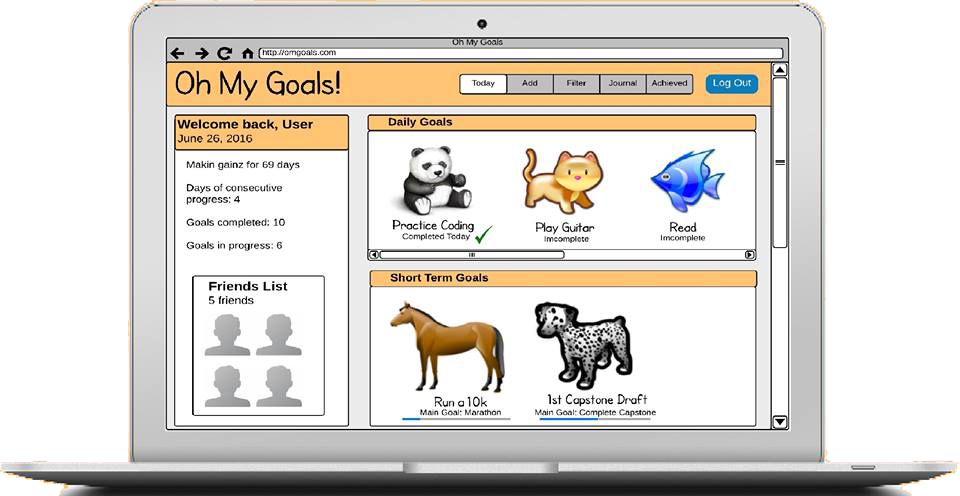 Oh My Goals
http://omgoals.com
Oh My Goals!
Today
Add
Filter
Journal
Achieved
Log Out
Welcome back, User
June 26, 2016
Makin gainz for 69 days
Days of consecutive
progress: 4
Goals completed: 10
Goals in progress: 6
Friends List
5 friends
Daily Goals
Practice Coding
Completed Today
Play Guitar
Imcomplete
Read
Imcomplete
Short Term Goals
Run a 10k
Main Goal: Marathon
1st Capstone Draft
Main Goal: Complete Capstone